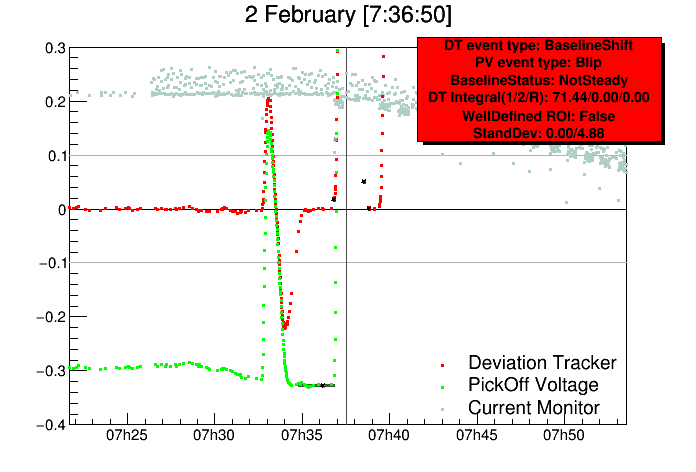 2 February [7:36:50]
DT event type: BaselineShift
PV event type: Blip
BaselineStatus: NotSteady
DT Integral(1/2/R): 71.44/0.00/0.00
WellDefined ROI: False
StandDev: 0.00/4.88
0.3
0.2
0.1
0
−0.1
−0.2
−0.3
−0.4
Deviation Tracker
PickOff Voltage
Current Monitor
07h25 07h30 07h35 07h40 07h45 07h50